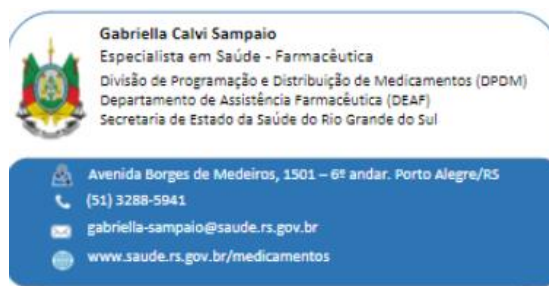 Gabriella Calvi Sampaio
Especialista em Saúde - Farmacêutica
Divisão de Programação e Distribuição de Medicamentos (DPDM)
Departamento de Assistência Farmacêutica (DEAF)
Secretaria de Estado da Saúde do Rio Grande do Sul
Avenida Borges de Medeiros, 1501 – 6º andar. Porto Alegre/RS
(51) 3288-5941
gabriella-sampaio@saude.rs.gov.br
www.saude.rs.gov.br/medicamentos